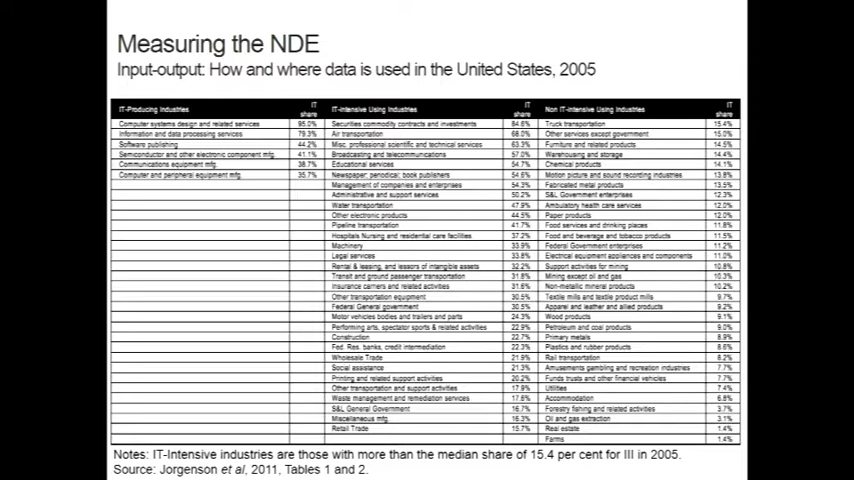 Measuring the NDE
Input-output: How and where data is used in the United States, 2005
IT-Producing Industries IT share IT-Intensive Using Industries IT share Non IT-intensive Using Industries IT share
Computer systems design and related services 95.0% Securities commodity contracts and investments 84.6% Truck transportation 15.4%
Information and data processing services 79.3% Air transportation 68.0% Other services except government 15.0%
Software publishing 44.2% Misc. professional scientific and technical services 63.3% Furniture and related products 14.5%
Semiconductor and other electronic component mfg. 41.1% Broadcasting and telecommunications 57.0% Warehousing and storage 14.4%
Communications equipment mfg. 38.7% Educational services 54.7% Chemical products 14.1%
Computer and peripheral equipment mfg. 35.7% Newspaper; periodical; book publishers 54.6% Motion picture and sound recording industries 13.8%
Management of companies and enterprises 54.3% Fabricated metal products 13.5%
Administrative and support services 50.2% S&L Government enterprises 12.3%
Water transportation 47.9% Ambulatory health care services 12.0%
Other electronic products 44.5% Paper products 12.0%
Pipeline transportation 41.7% Food services and drinking places 11.8%
Hospitals Nursing and residential care facilities 37.2% Food and beverage and tobacco products 11.5%
Machinery 33.9% Federal Government enterprises 11.2%
Legal services 33.8% Electrical equipment appliances and components 11.0%
Rental & leasing, and lessors of intangible assets 32.2% Support activities for mining 10.8%
Transit and ground passenger transportation 31.8% Mining except oil and gas 10.3%
Insurance carriers and related activities 31.6% Non-metallic mineral products 10.2%
Other transportation equipment 30.5% Textile mills and textile product mills 9.7%
Federal General government 30.5% Apparel and leather and allied products 9.2%
Motor vehicles bodies and trailers and parts 24.3% Wood products 9.1%
Performing arts, spectator sports & related activities 22.9% Petroleum and coal products 9.0%
Construction 22.7% Primary metals 8.9%
Fed. Res. banks, credit intermediation 22.3% Plastics and rubber products 8.6%
Wholesale Trade 21.9% Rail transportation 8.2%
Social assistance 21.3% Amusements gambling and recreation industries 7.7%
Printing and related support activities 20.2% Funds trusts and other financial vehicles 7.7%
Other transportation and support activities 17.9% Utilities 7.4%
Waste management and remediation services 17.6% Accommodation 6.8%
S&L General Government 16.7% Forestry fishing and related activities 3.7%
Miscellaneous mfg. 16.3% Oil and gas extraction 3.1%
Retail Trade 15.7% Real estate 1.4%
Farms 1.4%
Notes: IT-Intensive industries are those with more than the median share of 15.4 per cent for III in 2005.
Source: Jorgenson et al, 2011, Tables 1 and 2.